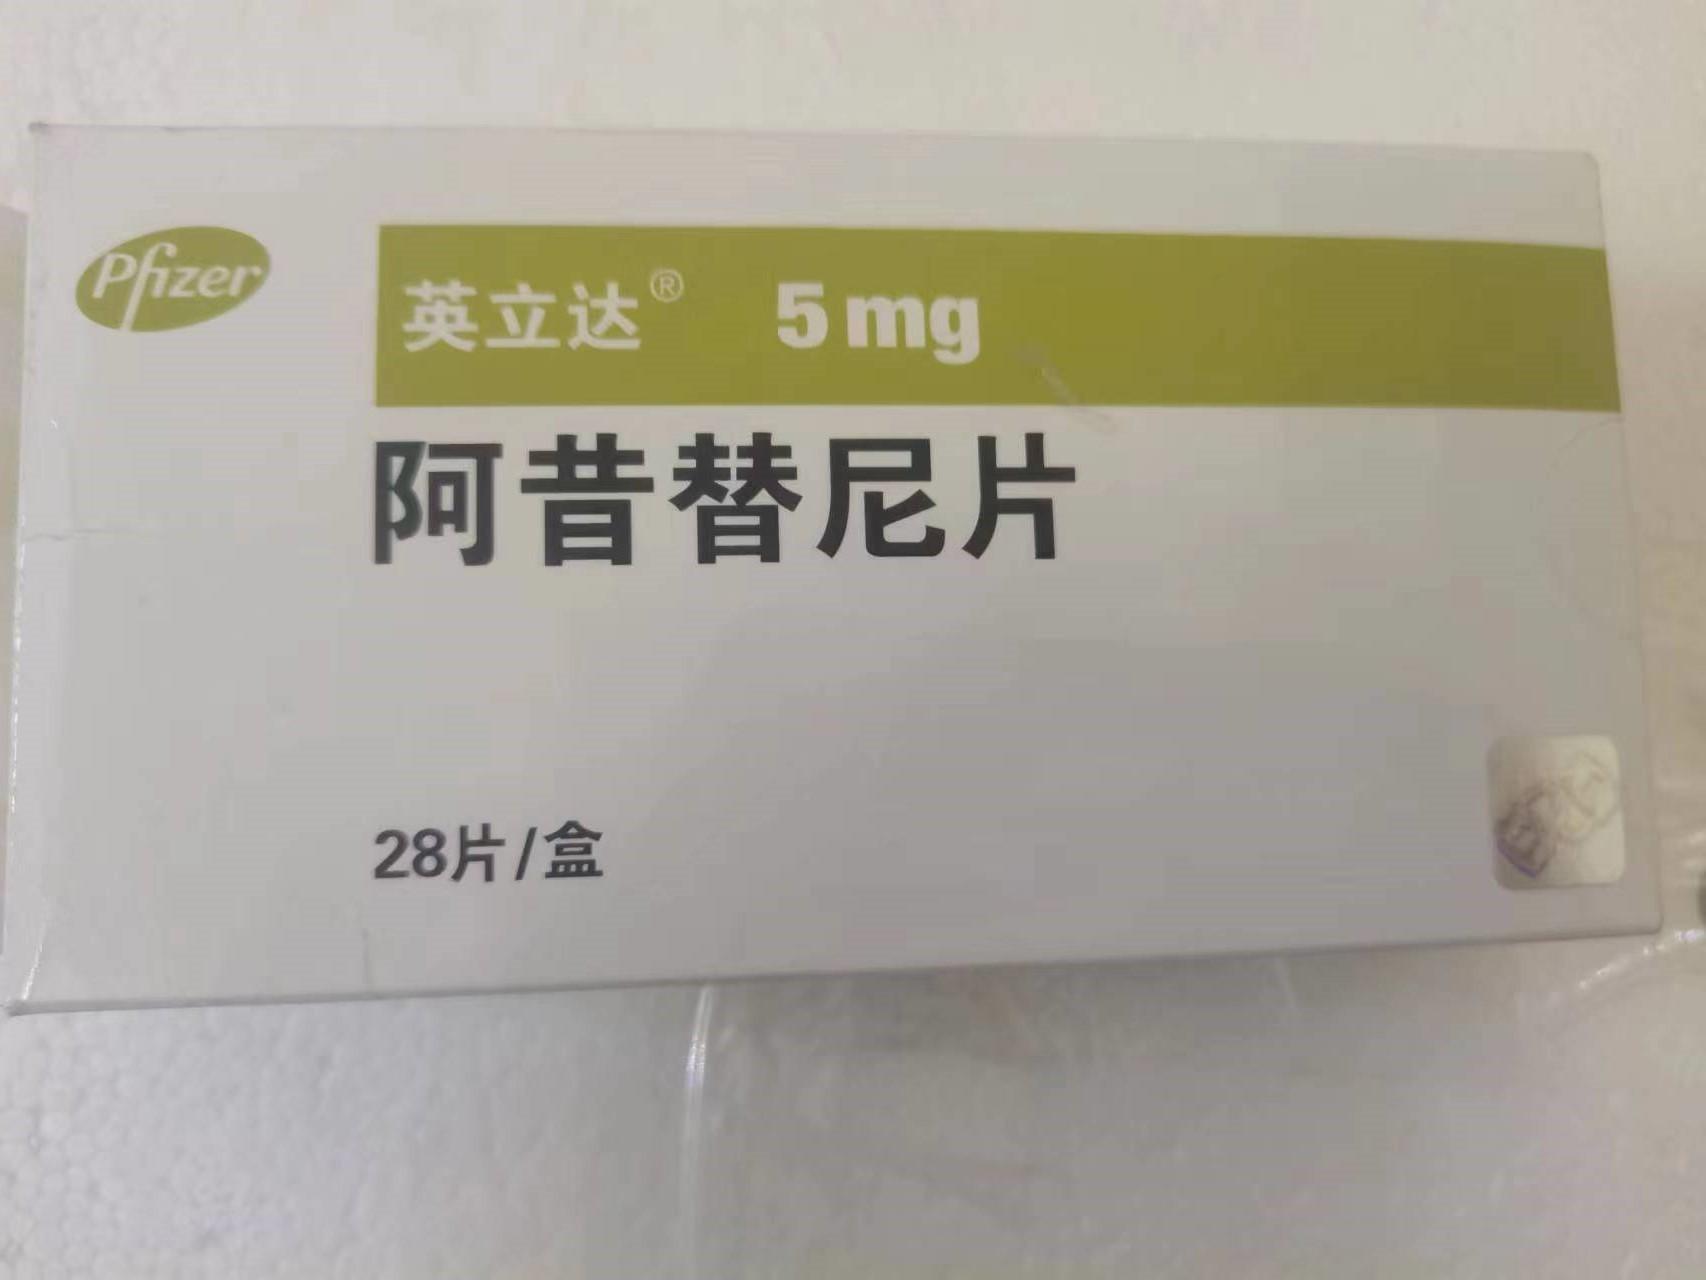 Pfizer
英立达® 5mg
阿昔替尼片
28片/盒